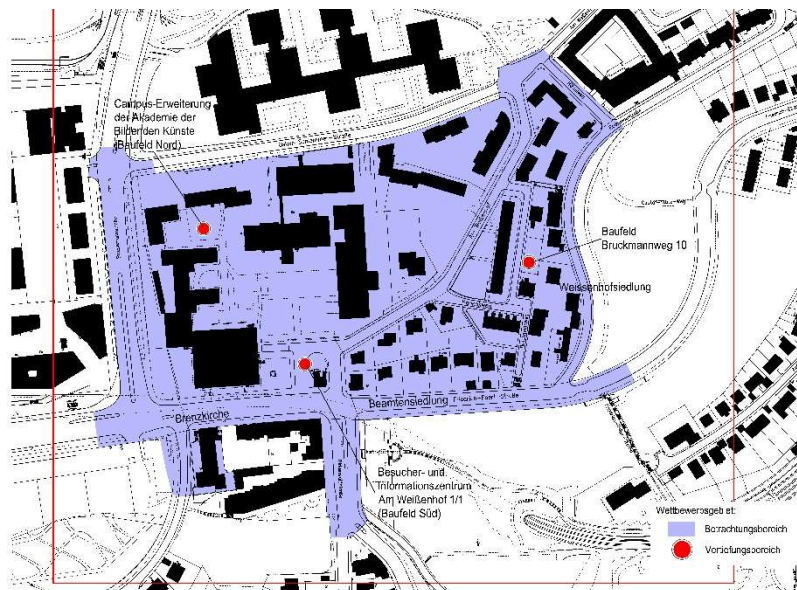 Campus-Erweiterung
der Akademie der
Bildenden Künste
(Baufeld Nord)
Baufeld
Bruckmannweg 10
Weissenhofsiedlung
Brenzkirche
Beamtensiedlung
Besucher- und
Informationszentrum
Am Weißenhof 1/1
(Baufeld Süd)
Wettbewerbsgebiet:
Betrachtungsbereich
Vertiefungsbereich